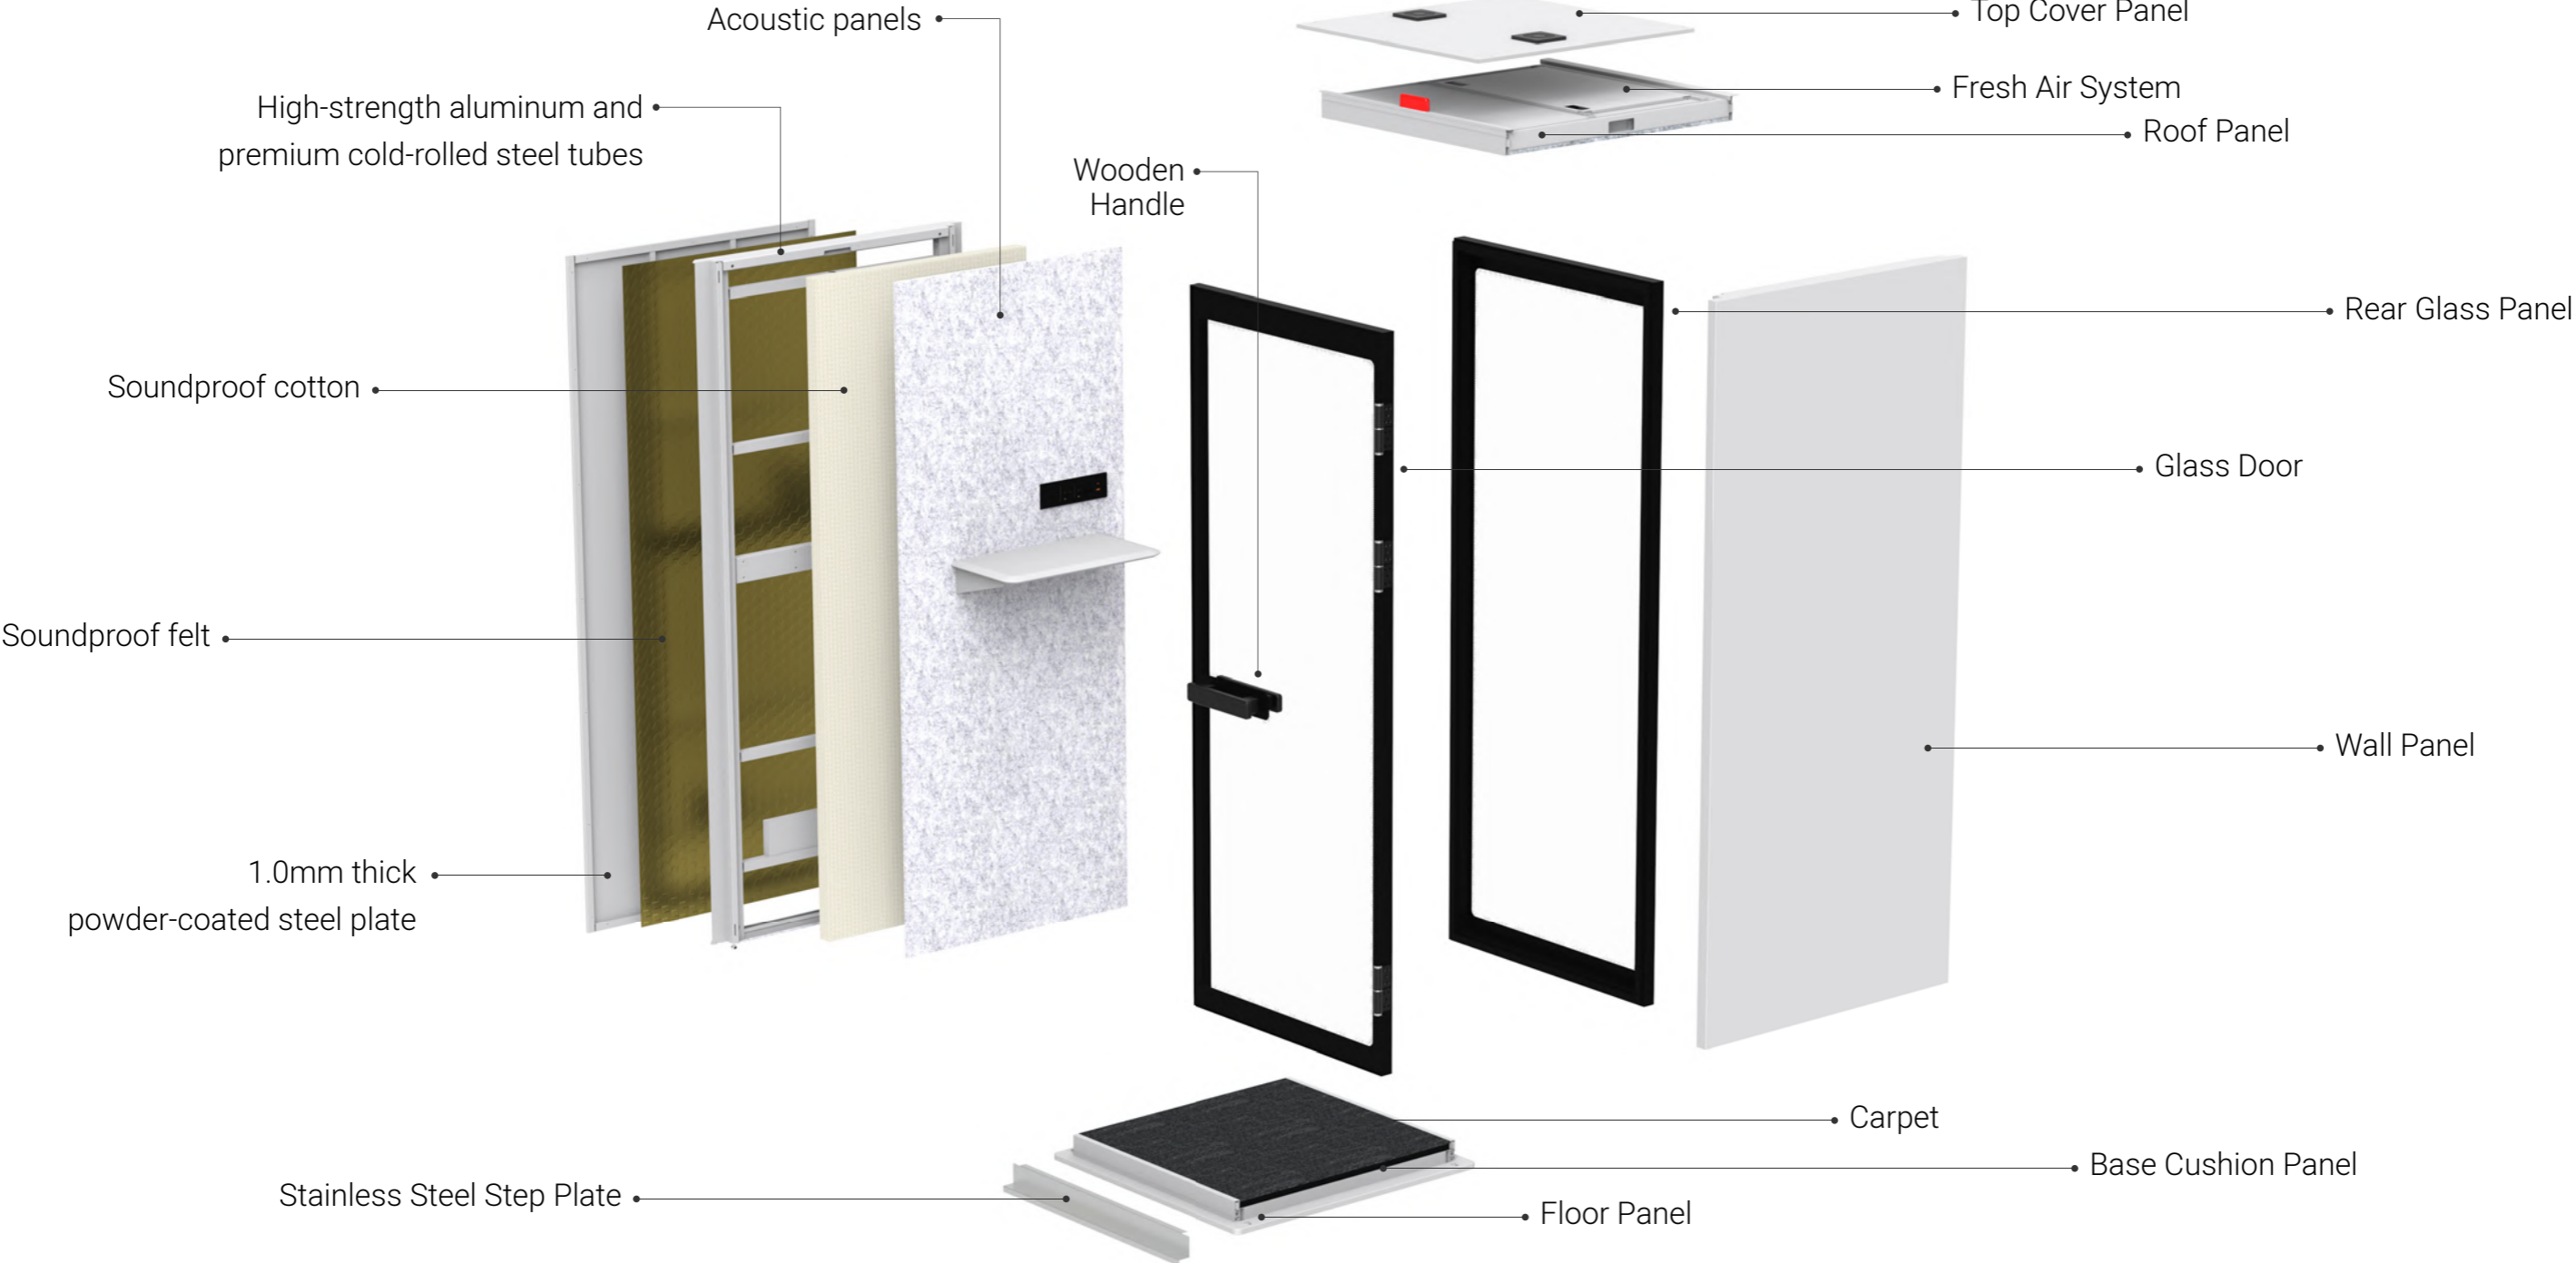 Acoustic panels
Top Cover Panel
High-strength aluminum and
premium cold-rolled steel tubes
Fresh Air System
Roof Panel
Wooden
Handle
Rear Glass Panel
Soundproof cotton
Glass Door
Soundproof felt
Wall Panel
1.0mm thick
powder-coated steel plate
Carpet
Base Cushion Panel
Stainless Steel Step Plate
Floor Panel